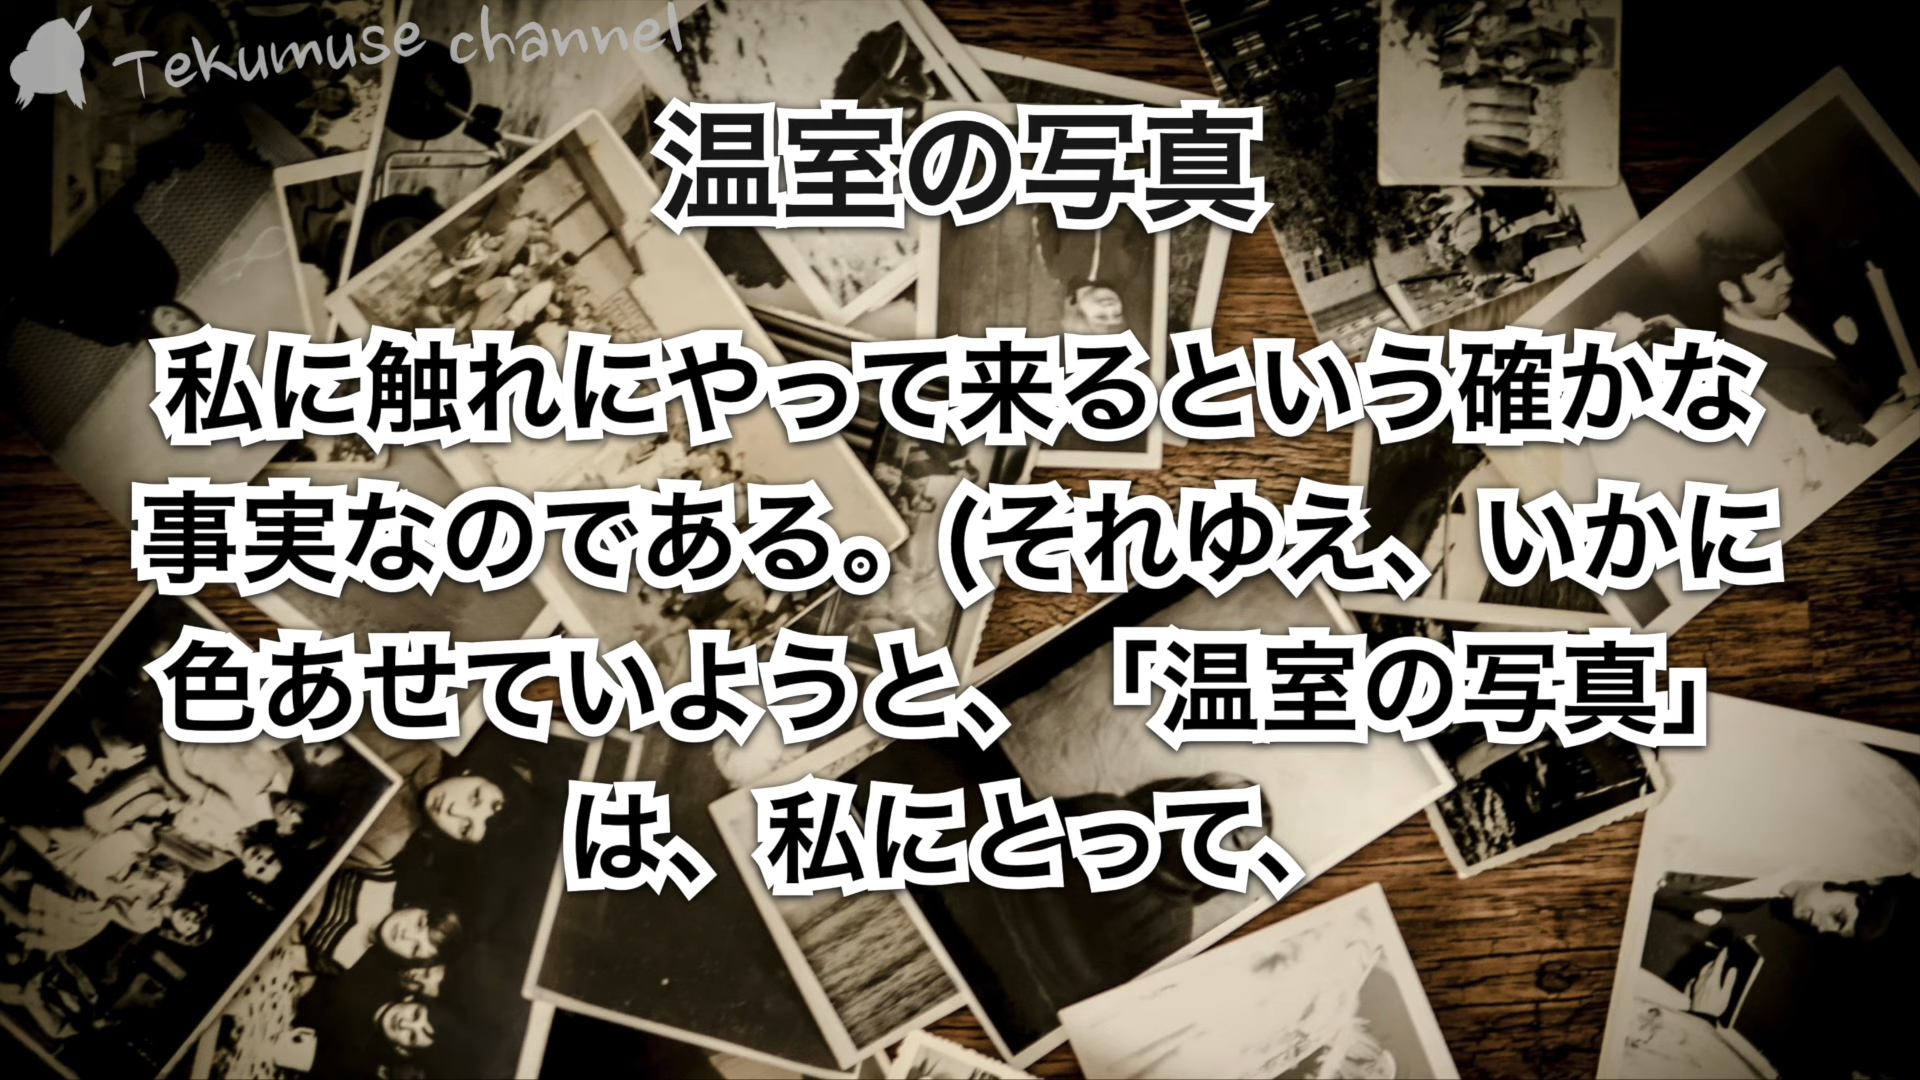 Tekumuse channel
温室の写真
私に触れにやって来るという確かな
事実なのである。(それゆえ、いかに
色あせていようと、「温室の写真」
は、私にとって、